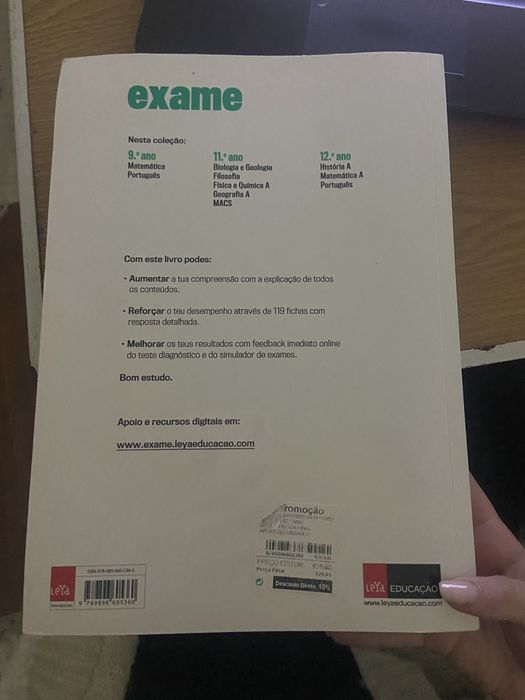 exame
Nesta coleção:
9.º ano
Matemática
Português
11.º ano
Biologia e Geologia
Filosofia
Física e Química A
Geografia A
MACS
12.º ano
História A
Matemática A
Português
Com este livro podes:
• Aumentar a tua compreensão com a explicação de todos
os conteúdos.
• Reforçar o teu desempenho através de 119 fichas com
resposta detalhada.
• Melhorar os teus resultados com feedback imediato online
do teste diagnóstico e do simulador de exames.
Bom estudo.
Apoio e recursos digitais em:
www.exame.leyaeducacao.com
romoção
PREÇO EDITOR
Preço Final
Desconto Direto 10%
LeYa
9 789896 605360
LeYa EDUCAÇÃO
www.leyaeducacao.com